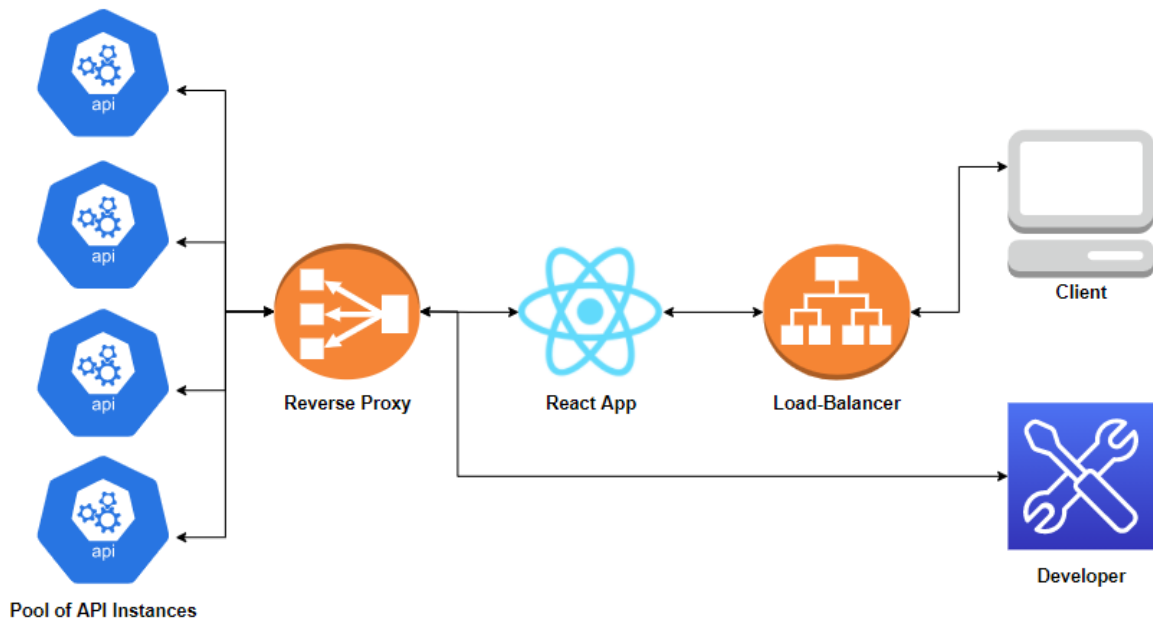 api
api
api
api
Pool of API Instances
Reverse Proxy
React App
Load-Balancer
Client
Developer